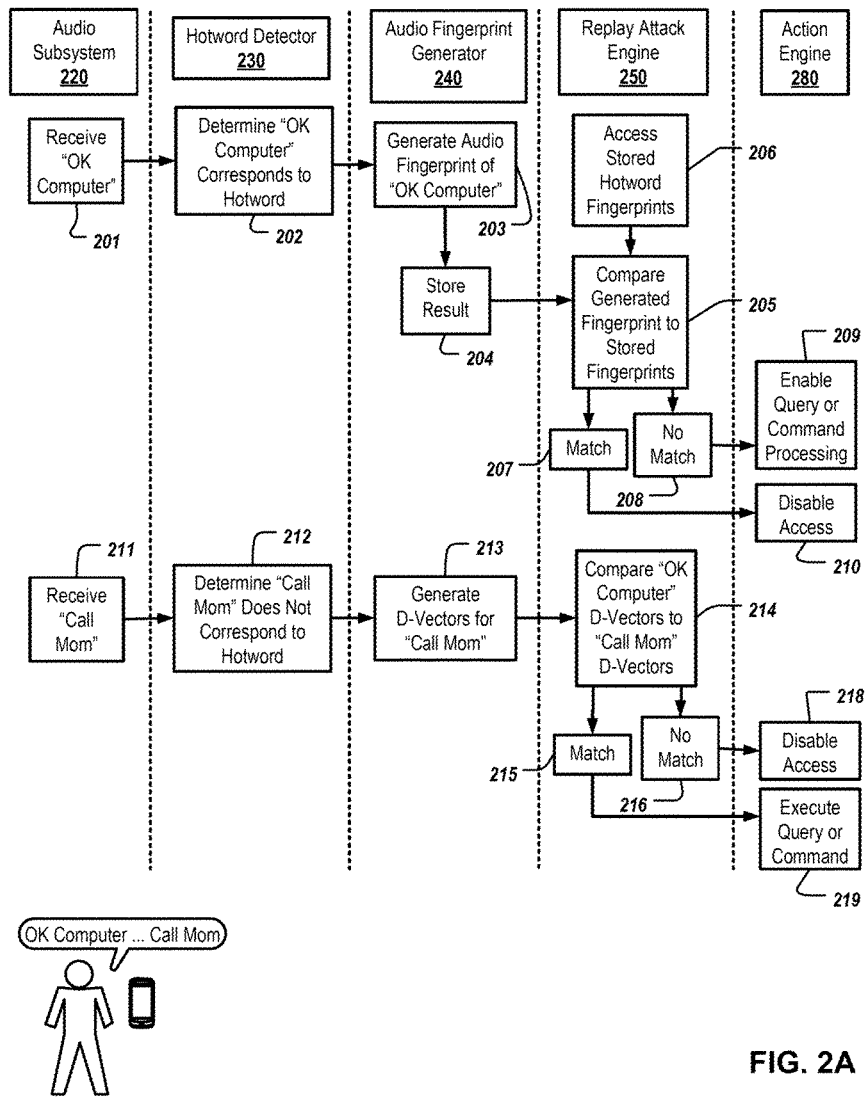 Audio
Subsystem
220
Hotword Detector
230
Audio Fingerprint
Generator
240
Replay Attack
Engine
250
Action
Engine
280
Receive
“OK
Computer”
201
Determine “OK
Computer”
Corresponds to
Hotword
202
Generate Audio
Fingerprint of
“OK Computer”
203
Access
Stored
Hotword
Fingerprints
206
Store
Result
204
Compare
Generated
Fingerprint to
Stored
Fingerprints
205
209
Enable
Query or
Command
Processing
Match
207
No
Match
208
Disable
Access
210
211
Receive
“Call
Mom”
212
Determine “Call
Mom” Does Not
Correspond to
Hotword
213
Generate
D-Vectors for
“Call Mom”
Compare “OK
Computer”
D-Vectors to
“Call Mom”
D-Vectors
214
218
Disable
Access
Match
215
No
Match
216
Execute
Query or
Command
219
OK Computer ... Call Mom
FIG. 2A